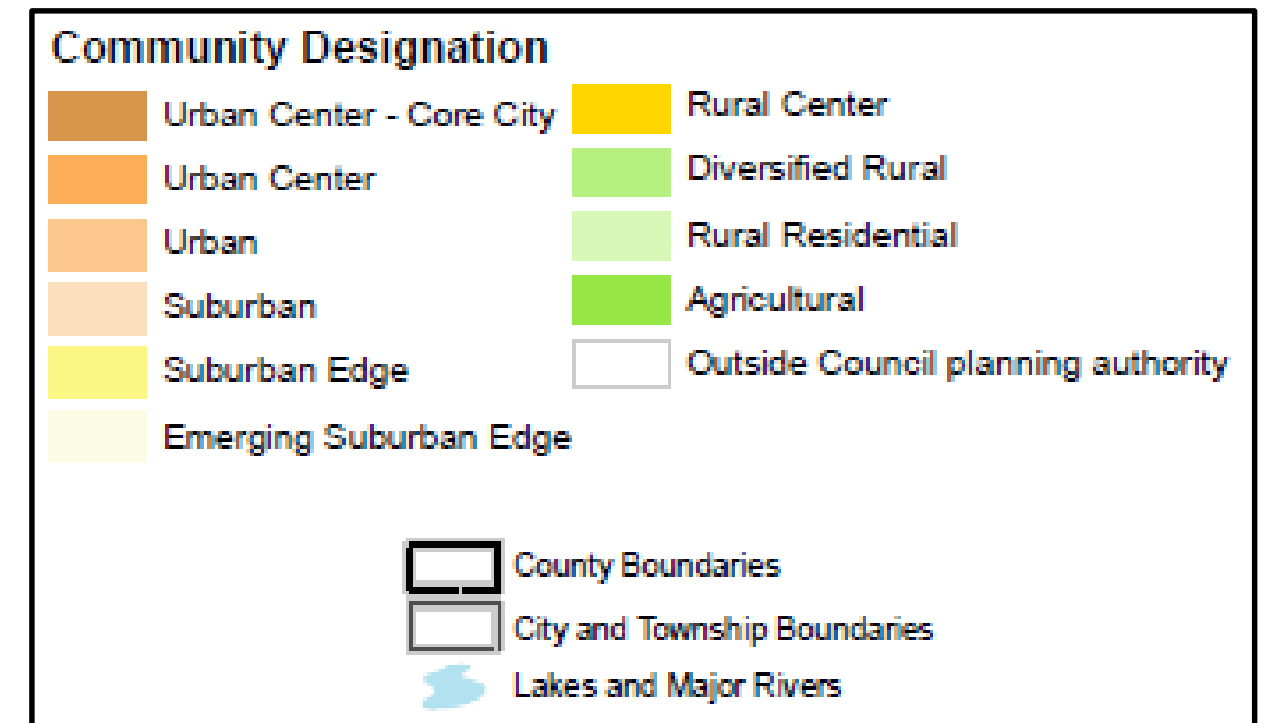 Community Designation
Urban Center - Core City
Urban Center
Urban
Suburban
Suburban Edge
Emerging Suburban Edge
Rural Center
Diversified Rural
Rural Residential
Agricultural
Outside Council planning authority
County Boundaries
City and Township Boundaries
Lakes and Major Rivers